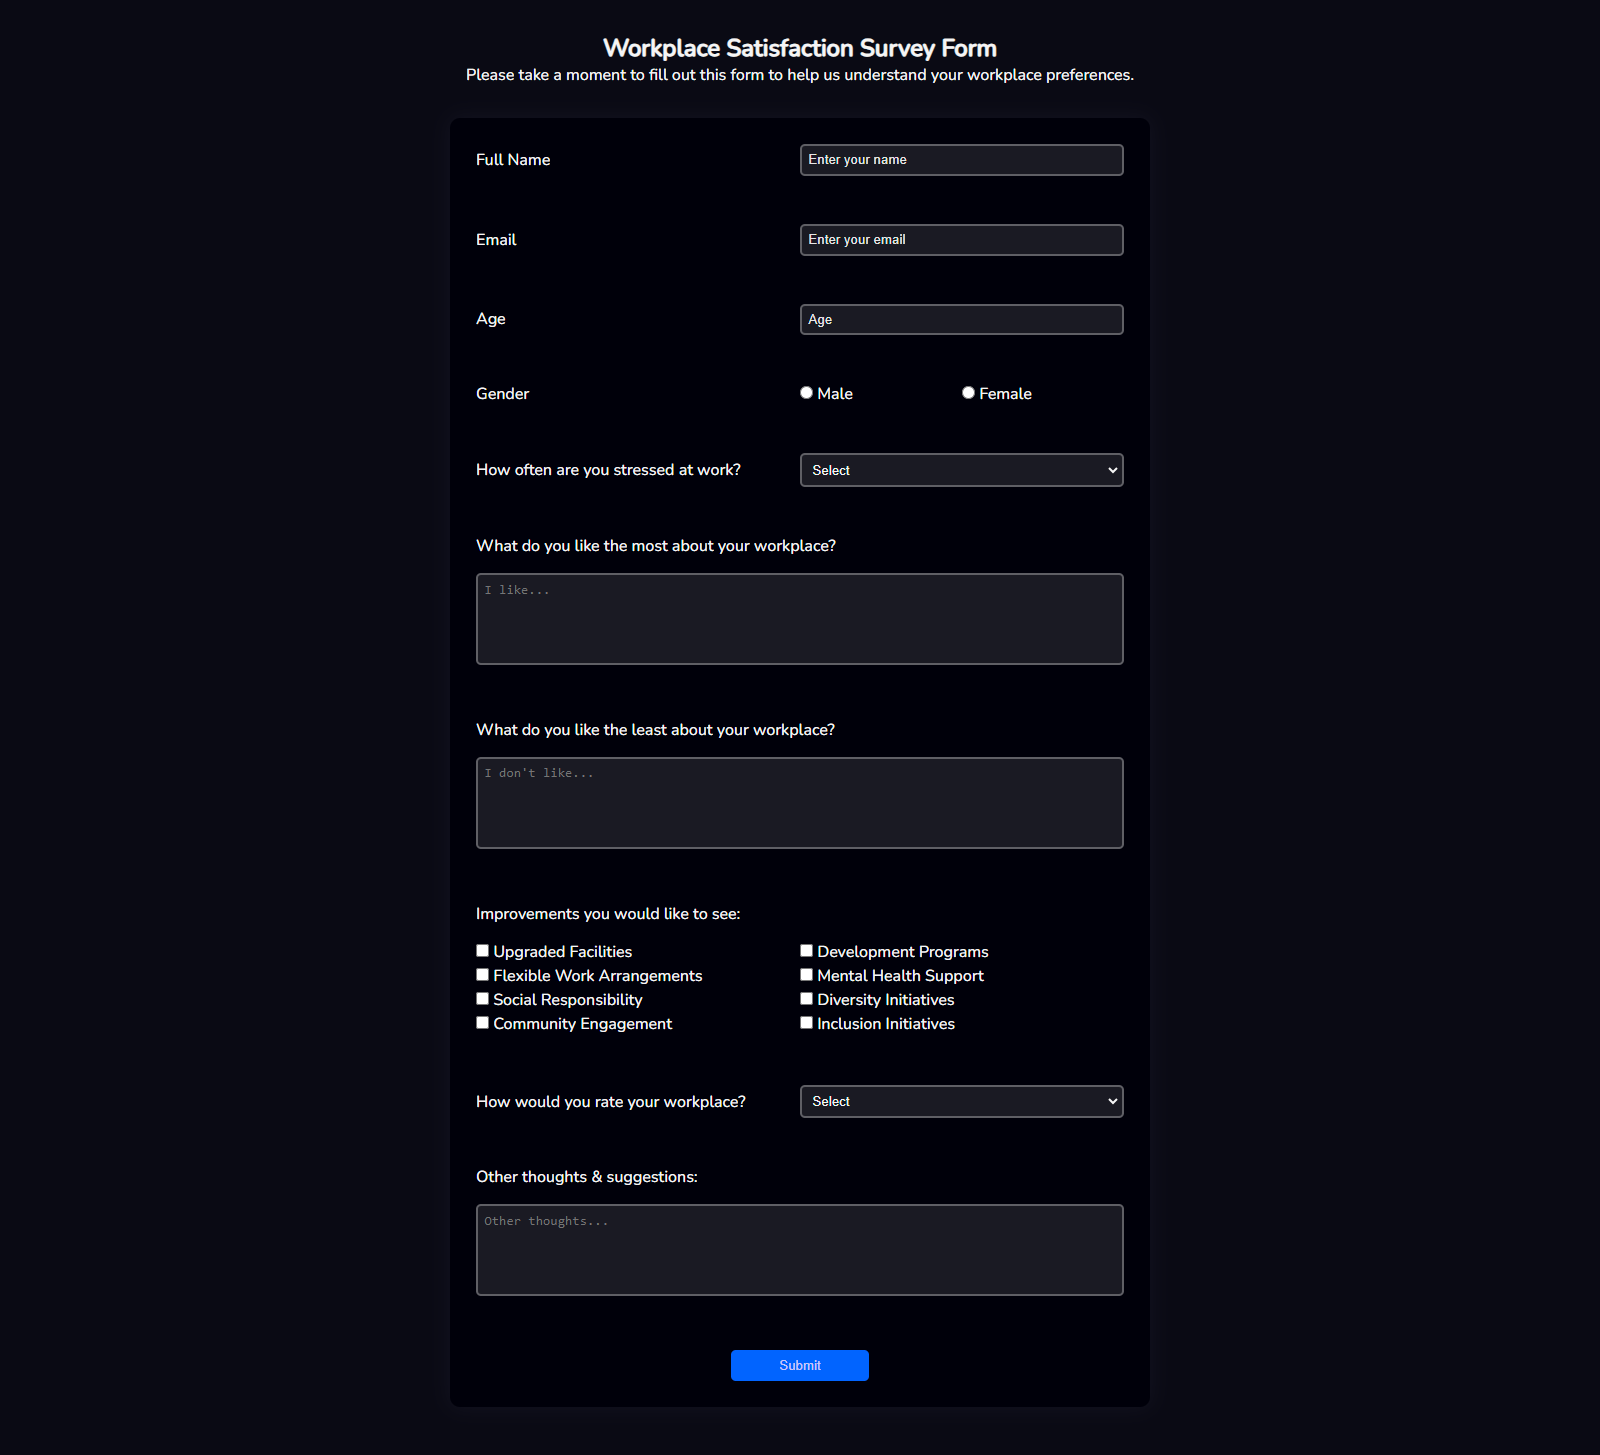 Workplace Satisfaction Survey Form
Please take a moment to fill out this form to help us understand your workplace preferences.
Full Name Enter your name
Email Enter your email
Age Age
Gender Male Female
How often are you stressed at work? Select
What do you like the most about your workplace?
I like...
What do you like the least about your workplace?
I don't like...
Improvements you would like to see:
Upgraded Facilities Development Programs
Flexible Work Arrangements Mental Health Support
Social Responsibility Diversity Initiatives
Community Engagement Inclusion Initiatives
How would you rate your workplace? Select
Other thoughts & suggestions:
Other thoughts...
Submit